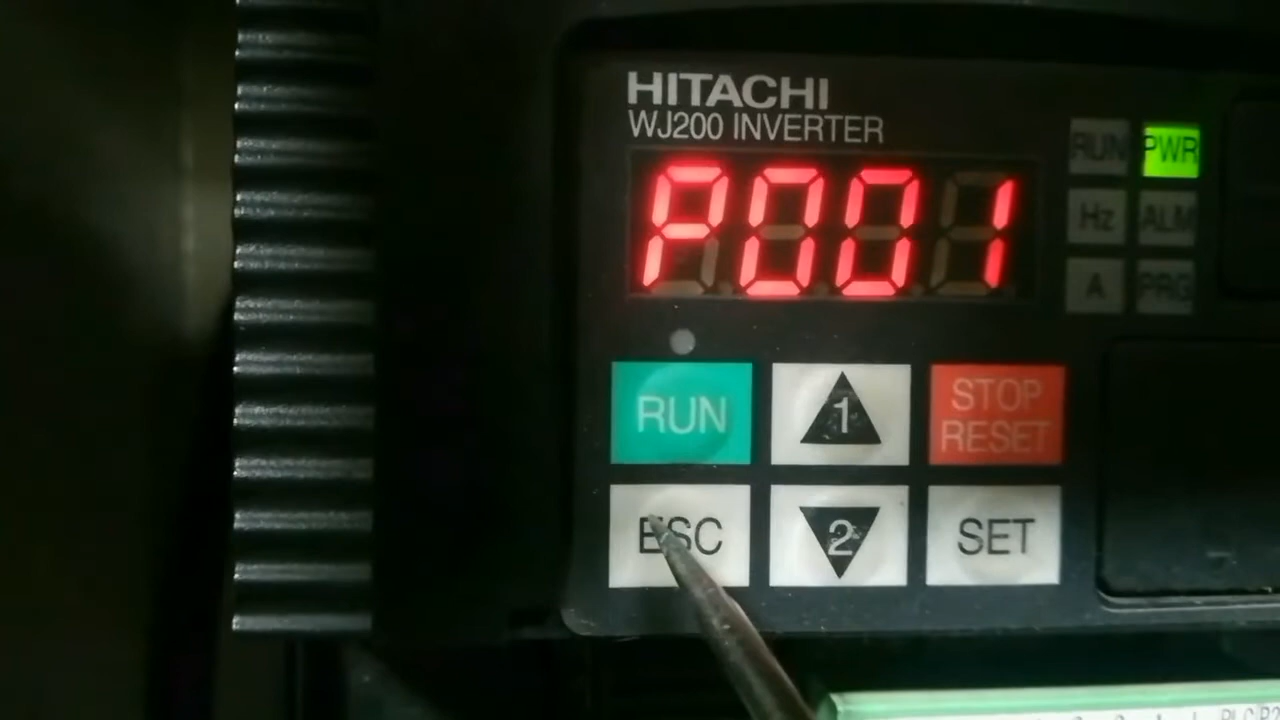 HITACHI
WJ200 INVERTER
P001
RUN PWR
Hz ALM
A PRG
RUN 1 STOP RESET
ESC 2 SET